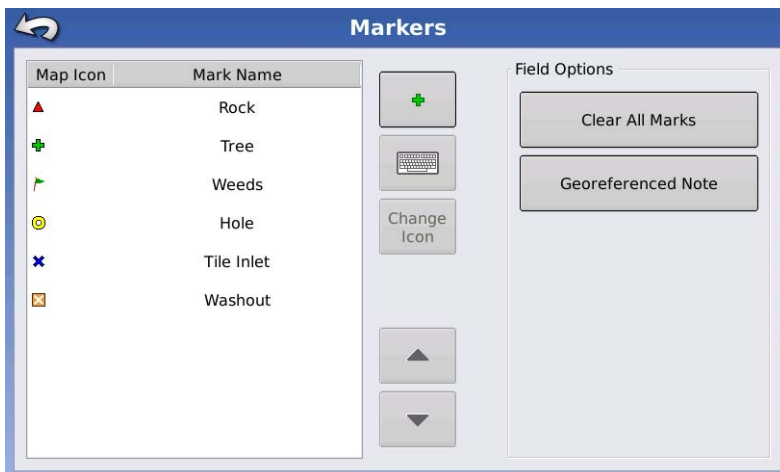 Markers
Map Icon Mark Name
Rock
Tree
Weeds
Hole
Tile Inlet
Washout
Change
Icon
Field Options
Clear All Marks
Georeferenced Note